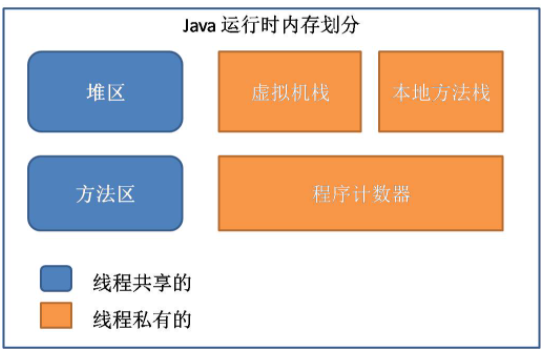 Java 运行时内存划分
堆区
虚拟机栈
本地方法栈
方法区
程序计数器
线程共享的
线程私有的